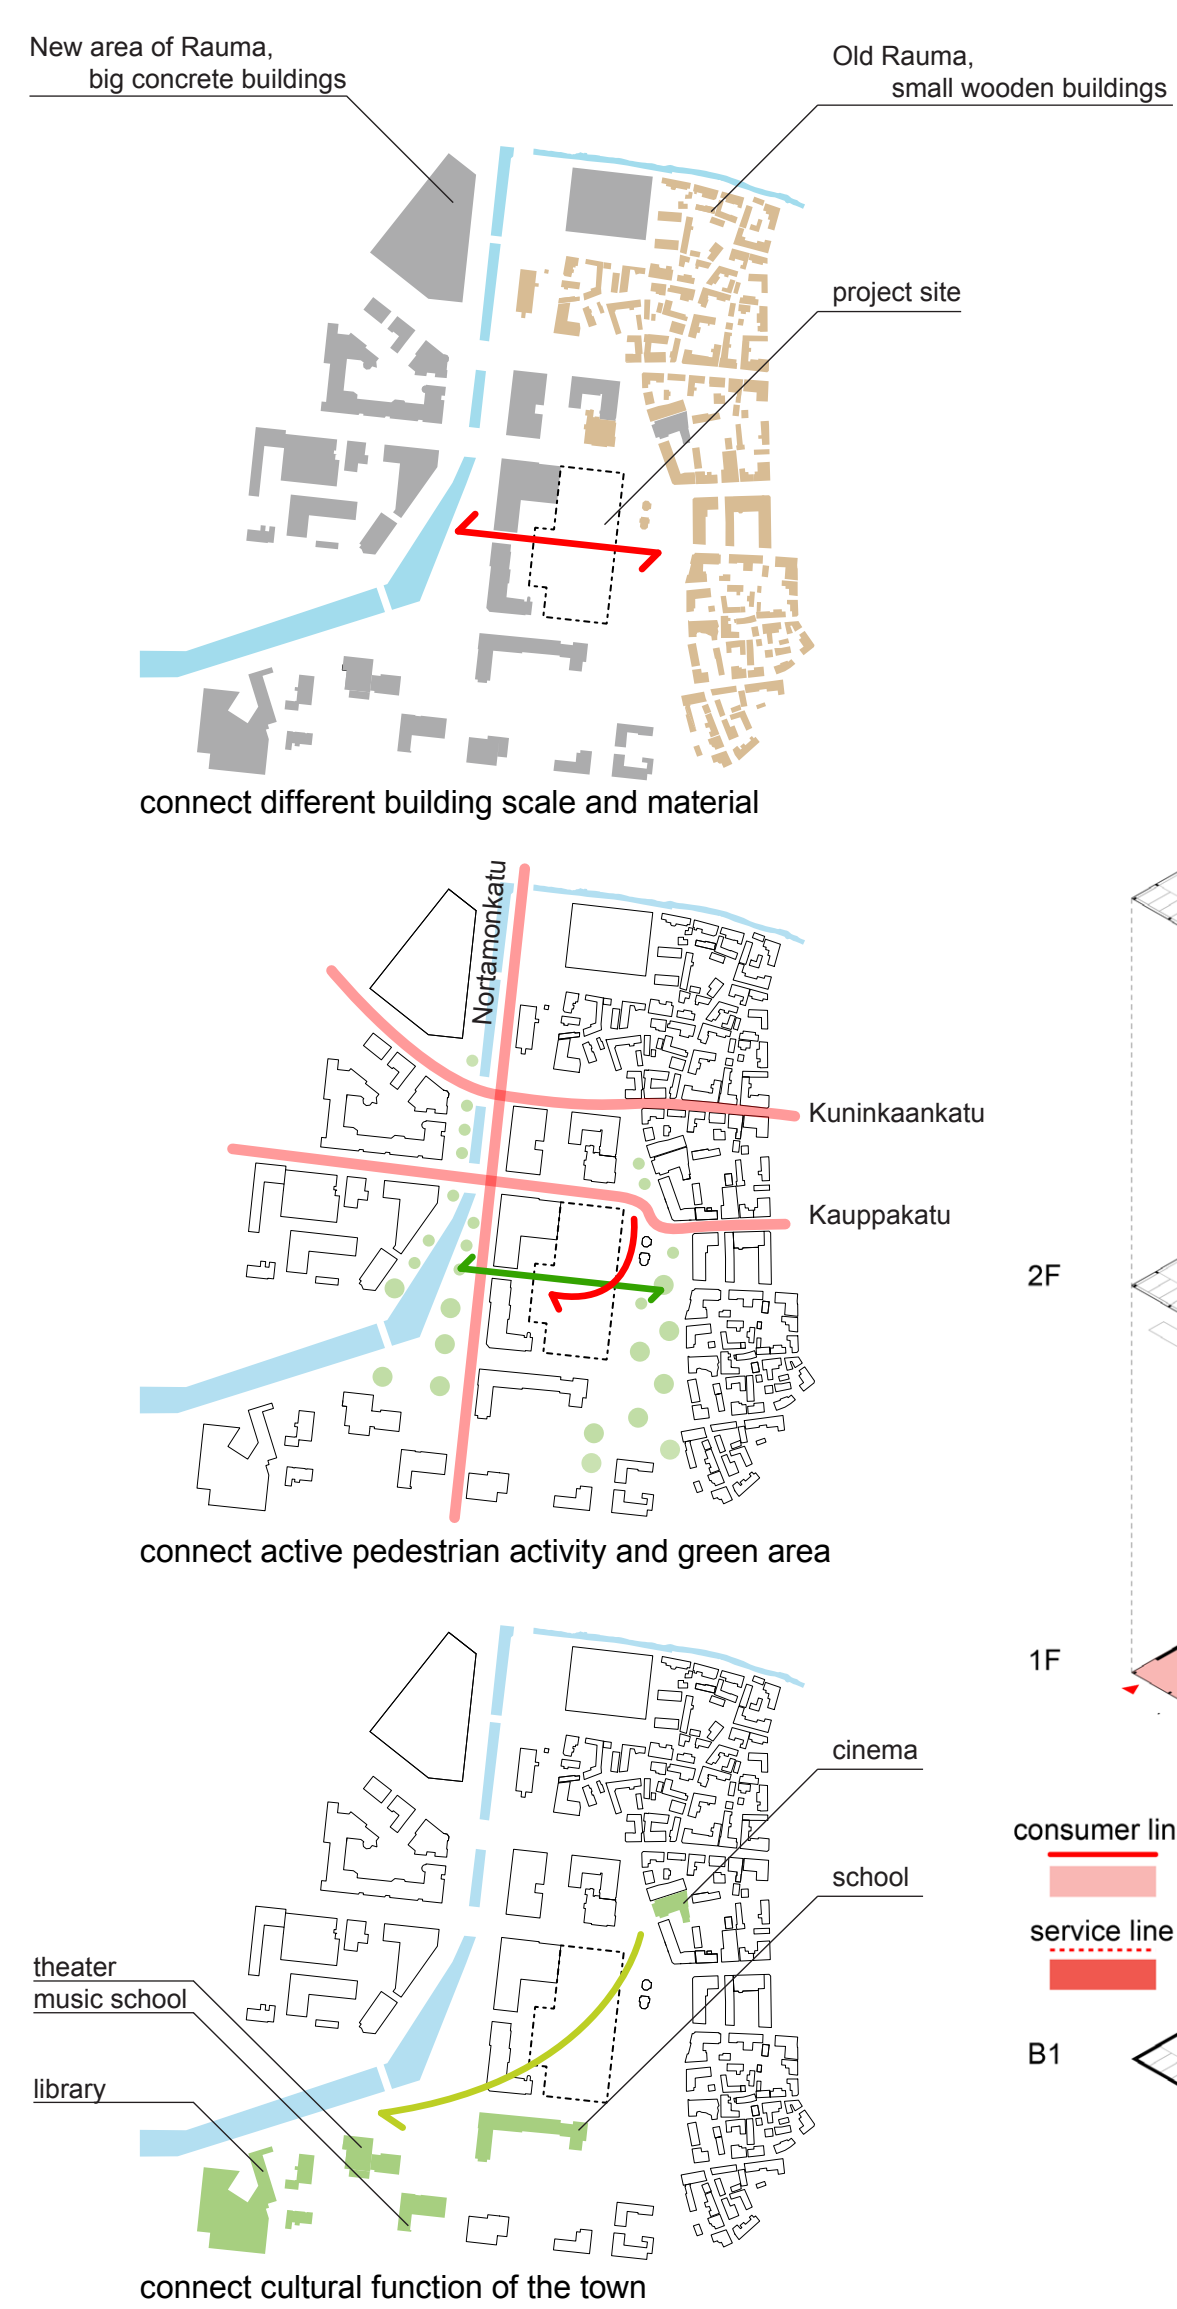 New area of Rauma,
big concrete buildings
Old Rauma,
small wooden buildings
project site
connect different building scale and material
Nortamonkatu
Kuninkaankatu
Kauppakatu
2F
connect active pedestrian activity and green area
1F
cinema
consumer lin
school
service line
theater
music school
B1
library
connect cultural function of the town